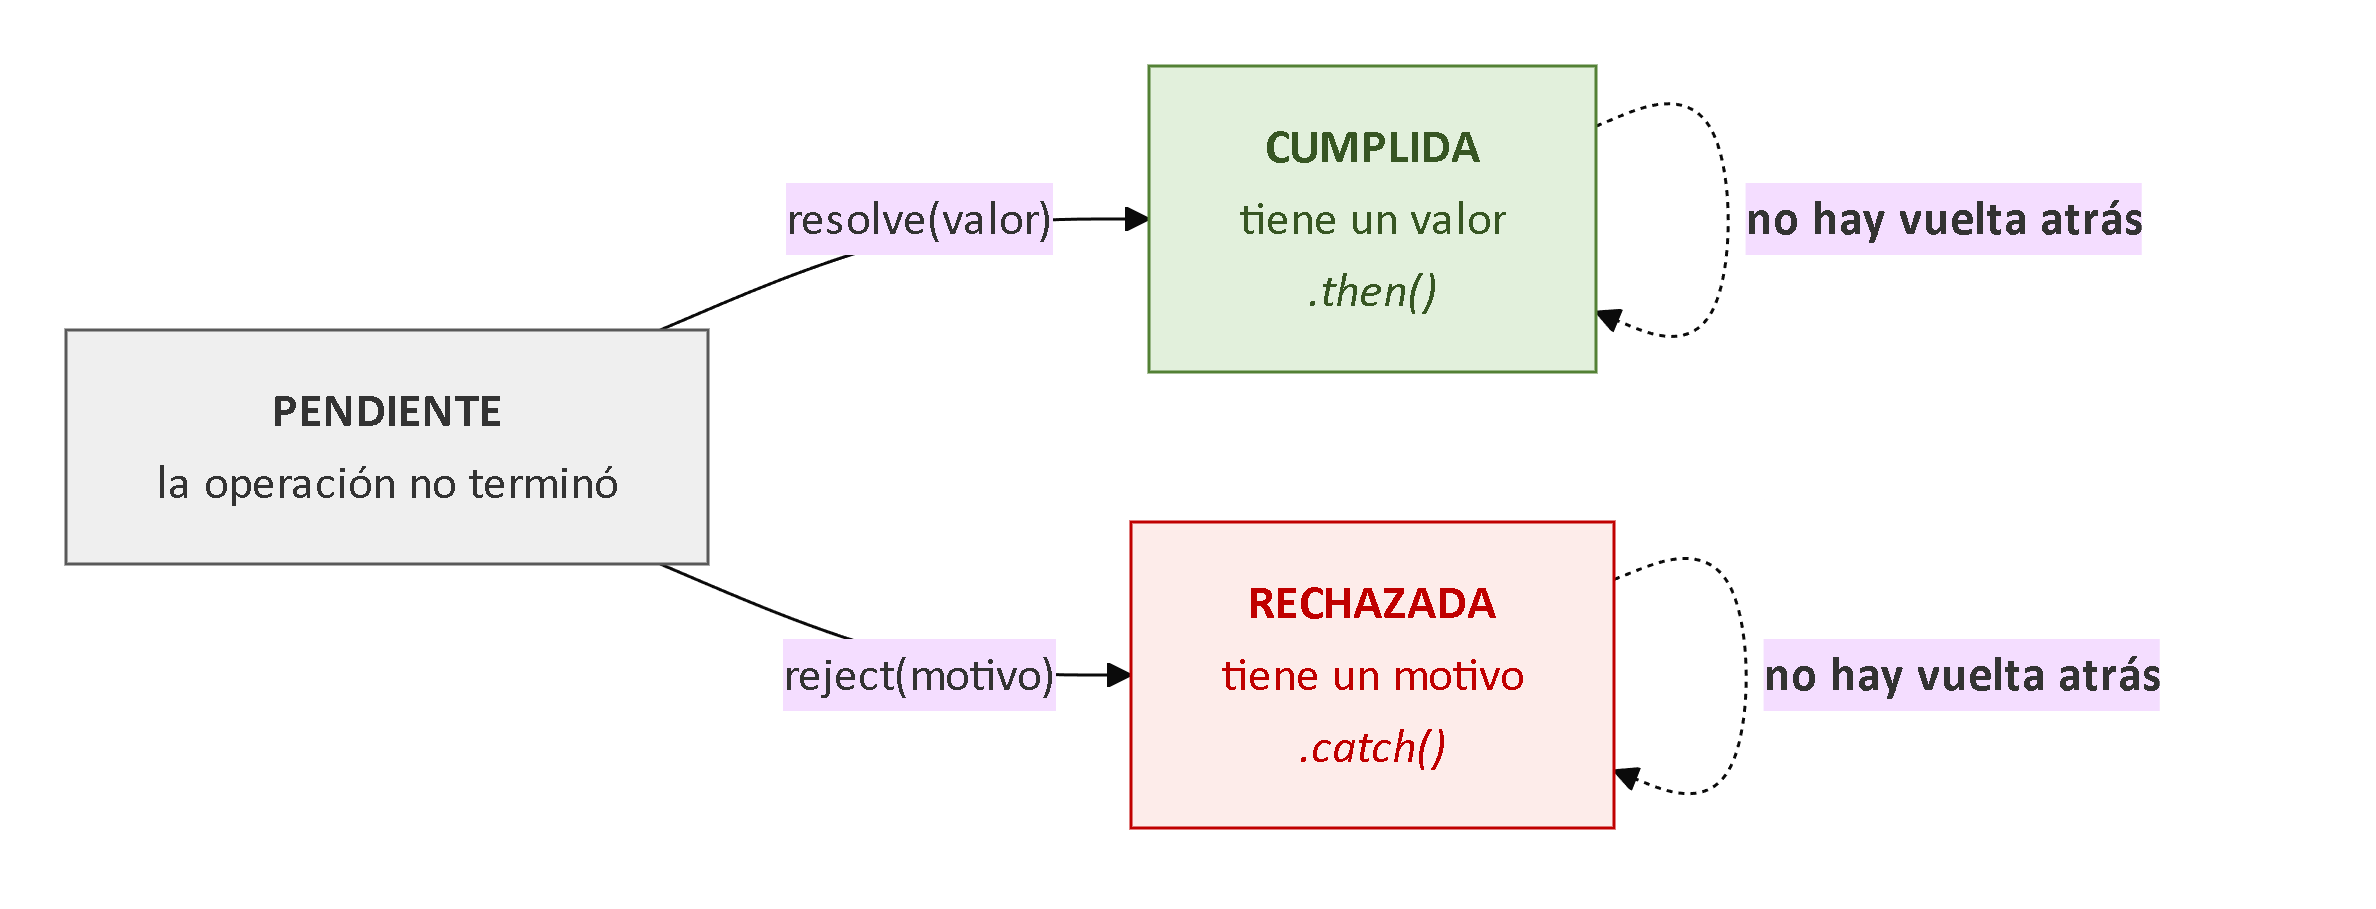 PENDIENTE
la operación no terminó
resolve(valor)
CUMPLIDA
tiene un valor
.then()
no hay vuelta atrás
reject(motivo)
RECHAZADA
tiene un motivo
.catch()
no hay vuelta atrás